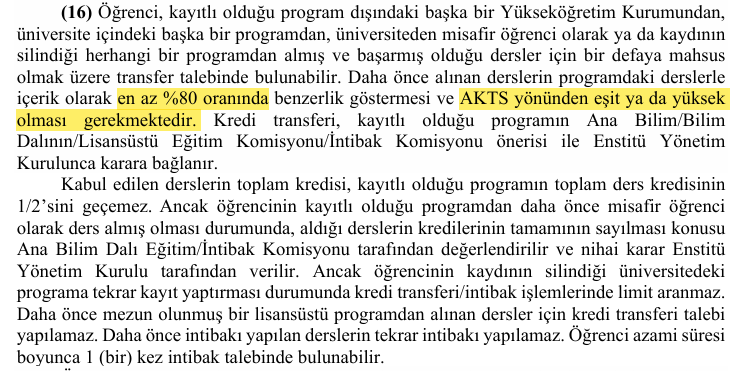 (16) Öğrenci, kayıtlı olduğu program dışındaki başka bir Yükseköğretim Kurumundan,
üniversite içindeki başka bir programdan, üniversiteden misafir öğrenci olarak ya da kaydının
silindiği herhangi bir programdan almış ve başarmış olduğu dersler için bir defaya mahsus
olmak üzere transfer talebinde bulunabilir. Daha önce alınan derslerin programdaki derslerle
içerik olarak en az %80 oranında benzerlik göstermesi ve AKTS yönünden eşit ya da yüksek
olması gerekmektedir. Kredi transferi, kayıtlı olduğu programın Ana Bilim/Bilim
Dalının/Lisansüstü Eğitim Komisyonu/İntibak Komisyonu önerisi ile Enstitü Yönetim
Kurulunca karara bağlanır.
Kabul edilen derslerin toplam kredisi, kayıtlı olduğu programın toplam ders kredisinin
1/2’sini geçemez. Ancak öğrencinin kayıtlı olduğu programdan daha önce misafir öğrenci
olarak ders almış olması durumunda, aldığı derslerin kredilerinin tamamının sayılması konusu
Ana Bilim Dalı Eğitim/İntibak Komisyonu tarafından değerlendirilir ve nihai karar Enstitü
Yönetim Kurulu tarafından verilir. Ancak öğrencinin kaydının silindiği üniversitedeki
programa tekrar kayıt yaptırması durumunda kredi transferi/intibak işlemlerinde limit aranmaz.
Daha önce mezun olunmuş bir lisansüstü programdan alınan dersler için kredi transferi talebi
yapılamaz. Daha önce intibakı yapılan derslerin tekrar intibakı yapılamaz. Öğrenci azami süresi
boyunca 1 (bir) kez intibak talebinde bulunabilir.